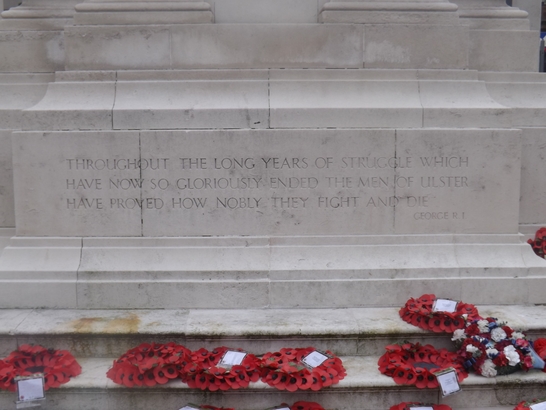 THROUGHOUT THE LONG YEARS OF STRUGGLE WHICH
HAVE NOW SO GLORIOUSLY ENDED THE MEN OF ULSTER
HAVE PROVED HOW NOBLY THEY FIGHT AND DIE
GEORGE R. I.